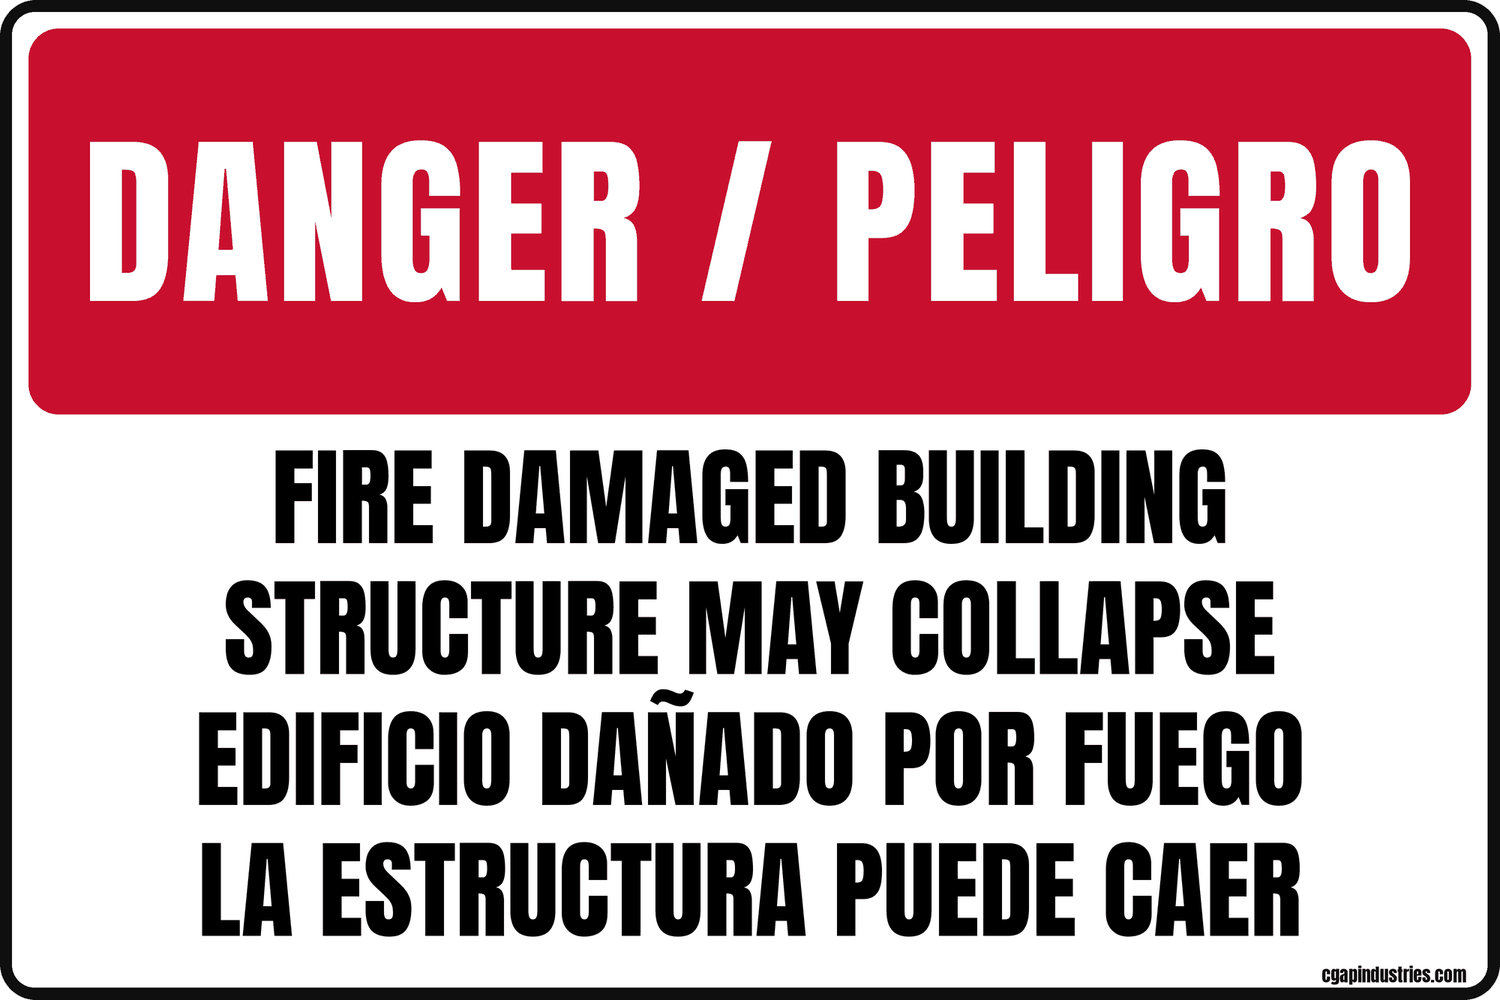 DANGER / PELIGRO
FIRE DAMAGED BUILDING
STRUCTURE MAY COLLAPSE
EDIFICIO DAÑADO POR FUEGO
LA ESTRUCTURA PUEDE CAER
cgapindustries.com